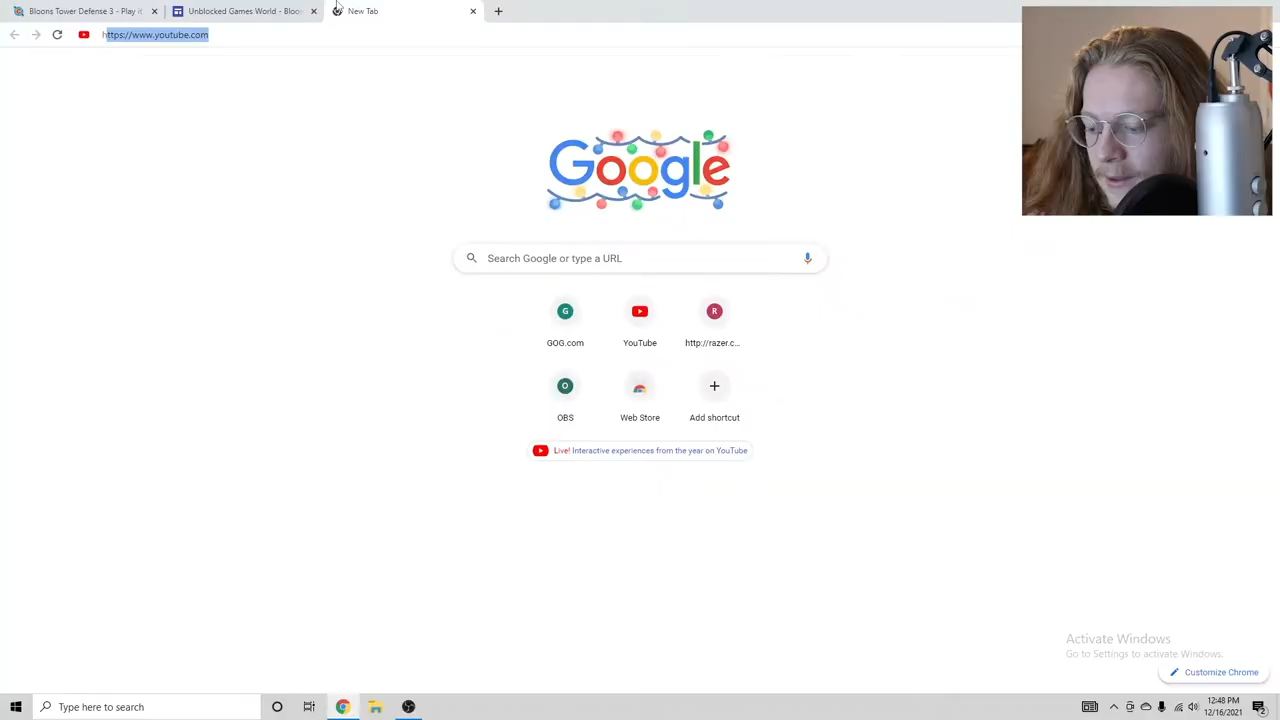 Bloons Tower Defense 3 - Play it
Unblocked Games World - Bloo
New Tab
https://www.youtube.com
Google
Search Google or type a URL
G
R
GOG.com
YouTube
http://razer.c...
O
OBS
Web Store
Add shortcut
Live! Interactive experiences from the year on YouTube
Activate Windows
Go to Settings to activate Windows.
Customize Chrome
Type here to search
12:48 PM
12/16/2021
2